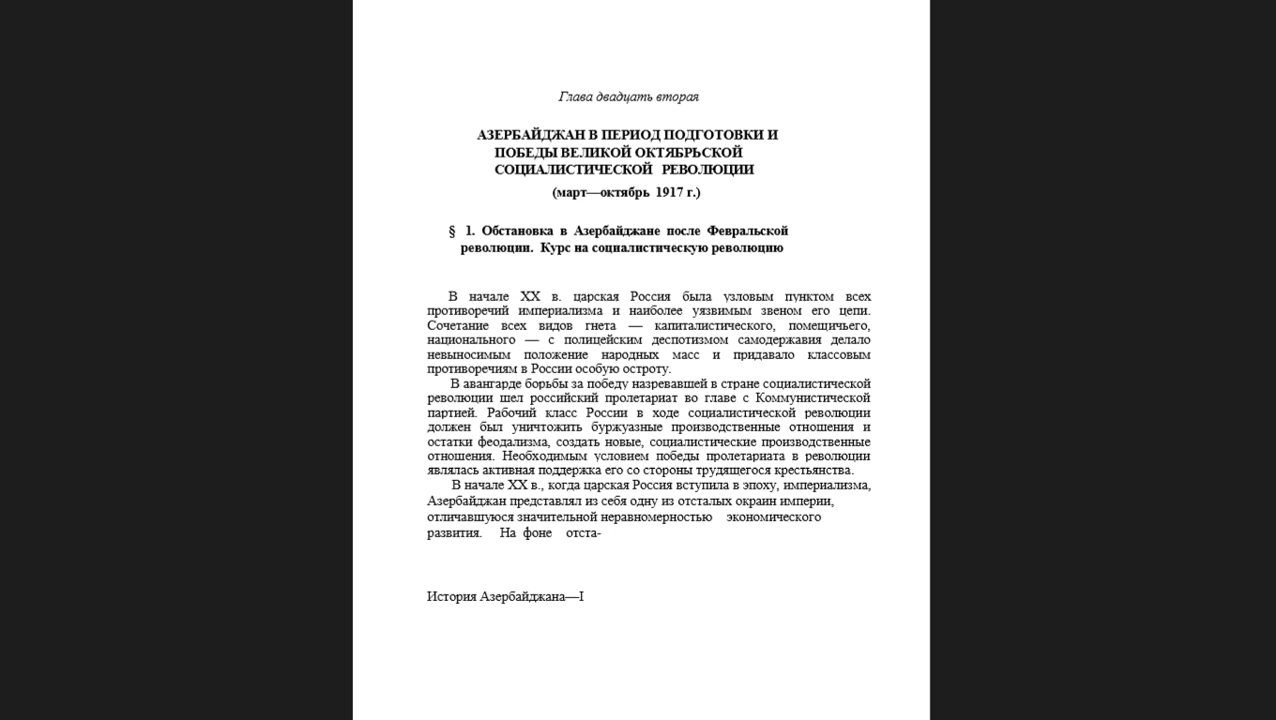 Глава двадцать вторая
АЗЕРБАЙДЖАН В ПЕРИОД ПОДГОТОВКИ И
ПОБЕДЫ ВЕЛИКОЙ ОКТЯБРЬСКОЙ
СОЦИАЛИСТИЧЕСКОЙ РЕВОЛЮЦИИ
(март—октябрь 1917 г.)
§ 1. Обстановка в Азербайджане после Февральской
революции. Курс на социалистическую революцию
В начале XX в. царская Россия была узловым пунктом всех
противоречий империализма и наиболее уязвимым звеном его цепи.
Сочетание всех видов гнета — капиталистического, помещичьего,
национального — с полицейским деспотизмом самодержавия делало
невыносимым положение народных масс и придавало классовым
противоречиям в России особую остроту.
В авангарде борьбы за победу назревавшей в стране социалистической
революции шел российский пролетариат во главе с Коммунистической
партией. Рабочий класс России в ходе социалистической революции
должен был уничтожить буржуазные производственные отношения и
остатки феодализма, создать новые, социалистические производственные
отношения. Необходимым условием победы пролетариата в революции
являлась активная поддержка его со стороны трудящегося крестьянства.
В начале XX в., когда царская Россия вступила в эпоху, империализма,
Азербайджан представлял из себя одну из отсталых окраин империи,
отличавшуюся значительной неравномерностью экономического
развития. На фоне отста-
История Азербайджана—I